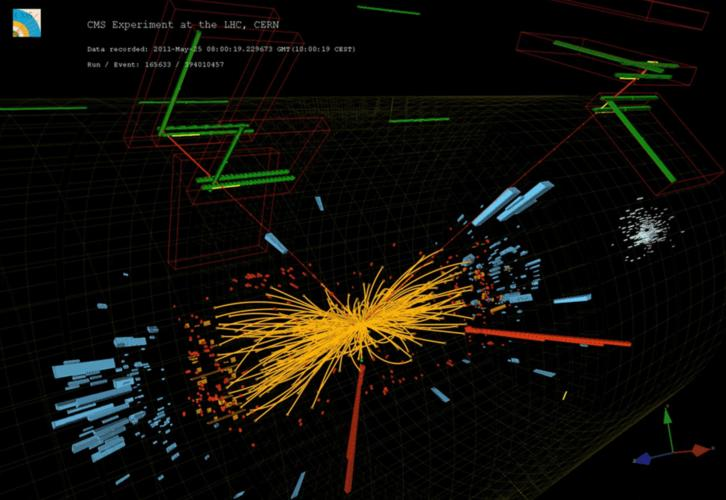 CMS Experiment at the LHC, CERN
Data recorded: 2011-May-25 08:00:19.229673 GMT(10:00:19 CEST)
Run / Event: 165633 / 394010457